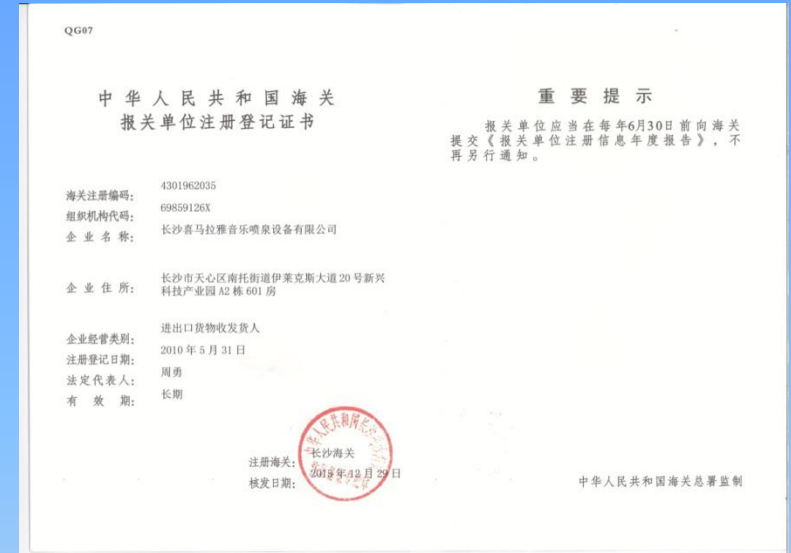 QG07
中华人民共和国海关
报关单位注册登记证书
海关注册编码： 4301962035
组织机构代码： 69859126X
企业名称： 长沙喜马拉雅音乐喷泉设备有限公司
企业住所： 长沙市天心区南托街道伊莱克斯大道20号新兴
科技产业园A2栋601房
企业经营类别： 进出口货物收发货人
注册登记日期： 2010年5月31日
法定代表人： 周勇
有效期： 长期
注册海关： 长沙海关
核发日期： 2015年12月29日
重要提示
报关单位应当在每年6月30日前向海关
提交《报关单位注册信息年度报告》，不
再另行通知。
中华人民共和国海关总署监制
中华人民共和国长沙